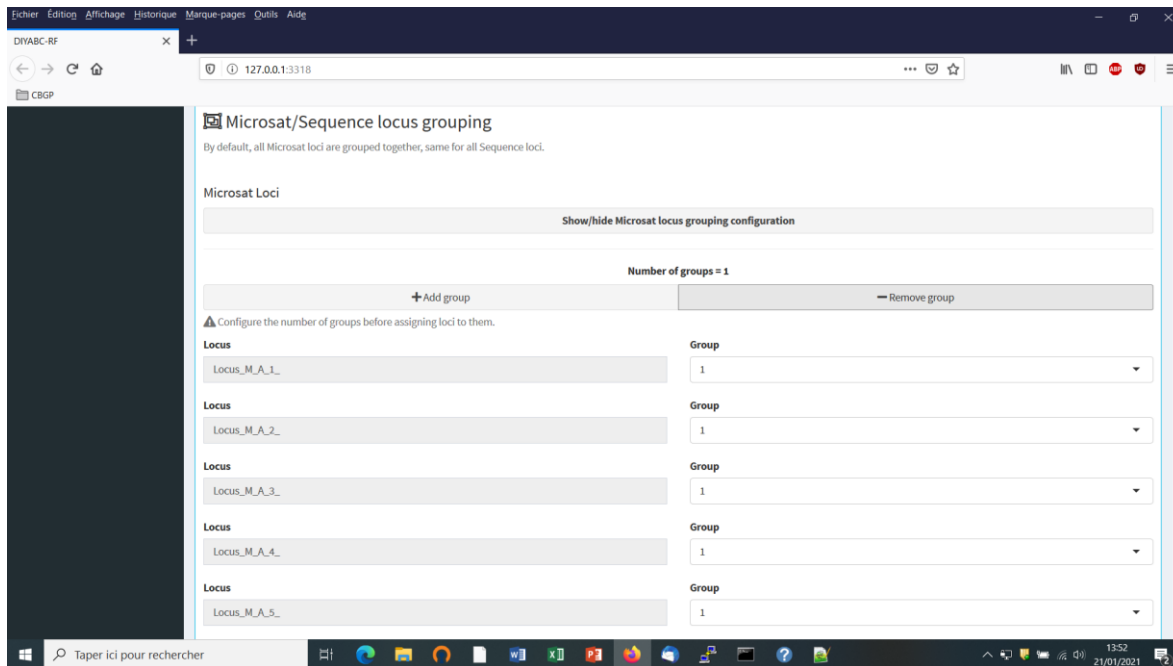 Fichier Édition Affichage Historique Marque-pages Outils Aide
DIYABC-RF
127.0.0.1:3318
CBGP
Microsat/Sequence locus grouping
By default, all Microsat loci are grouped together, same for all Sequence loci.
Microsat Loci
Show/hide Microsat locus grouping configuration
Number of groups = 1
Add group Remove group
Configure the number of groups before assigning loci to them.
Locus Group
Locus_M_A_1_ 1
Locus Group
Locus_M_A_2_ 1
Locus Group
Locus_M_A_3_ 1
Locus Group
Locus_M_A_4_ 1
Locus Group
Locus_M_A_5_ 1
Taper ici pour rechercher
13:52
21/01/2021